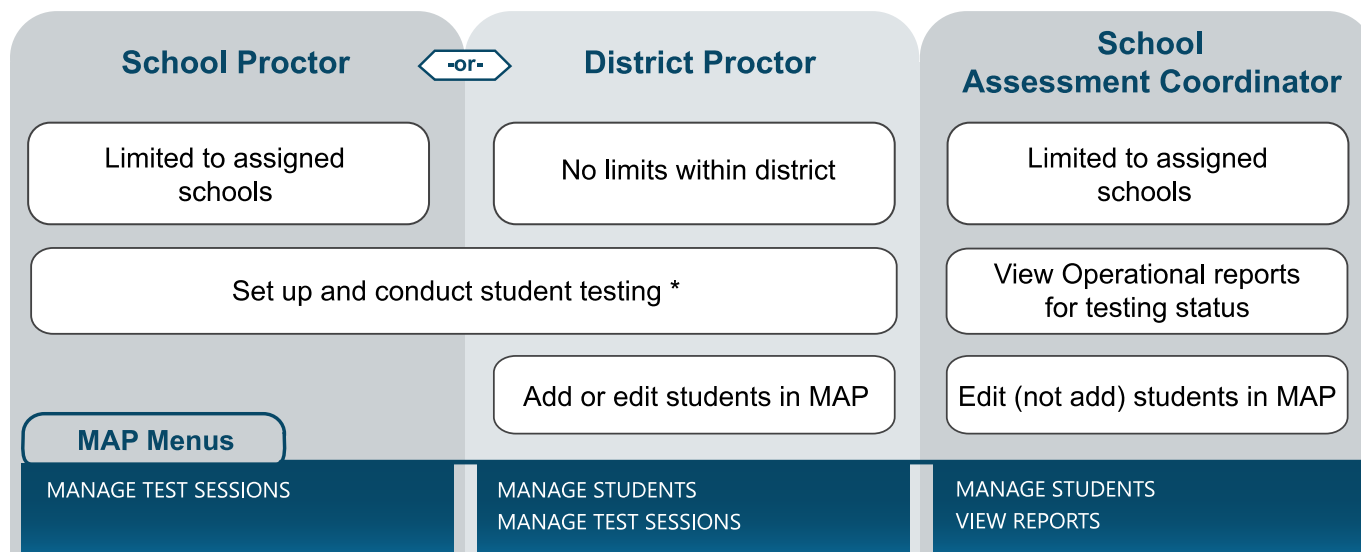 School Proctor
-or-
District Proctor
School
Assessment Coordinator
Limited to assigned
schools
No limits within district
Limited to assigned
schools
Set up and conduct student testing *
View Operational reports
for testing status
Add or edit students in MAP
Edit (not add) students in MAP
MAP Menus
MANAGE TEST SESSIONS
MANAGE STUDENTS
MANAGE TEST SESSIONS
MANAGE STUDENTS
VIEW REPORTS